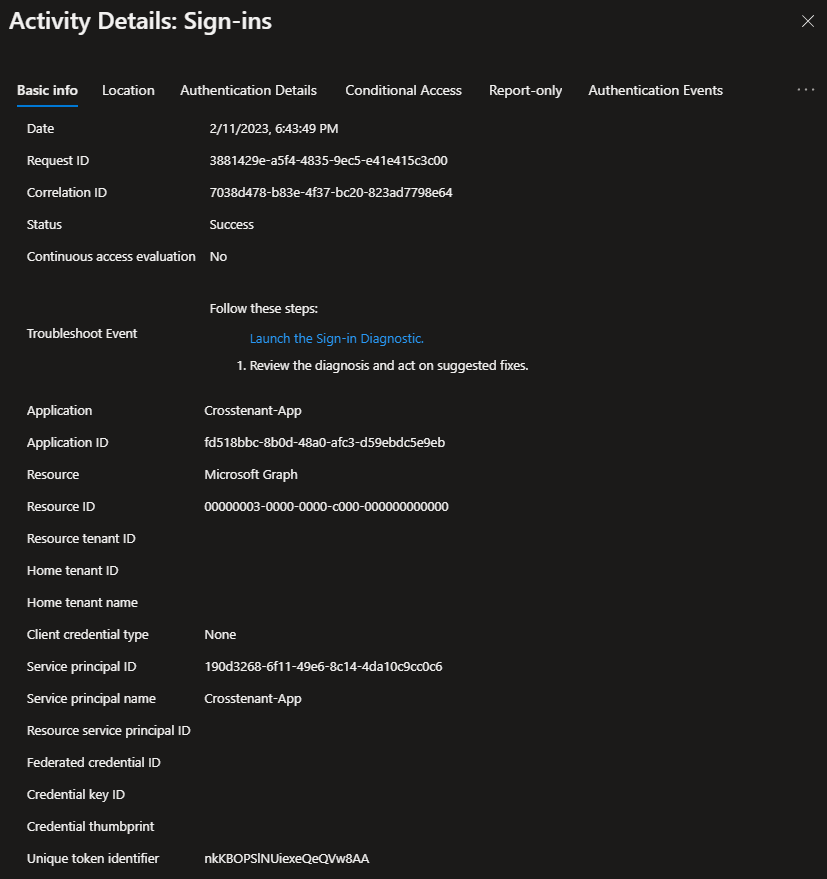 Activity Details: Sign-ins
Basic info Location Authentication Details Conditional Access Report-only Authentication Events
Date 2/11/2023, 6:43:49 PM
Request ID 3881429e-a5f4-4835-9ec5-e41e415c3c00
Correlation ID 7038d478-b83e-4f37-bc20-823ad7798e64
Status Success
Continuous access evaluation No
Follow these steps:
Troubleshoot Event
Launch the Sign-in Diagnostic.
1. Review the diagnosis and act on suggested fixes.
Application Crosstenant-App
Application ID fd518bbc-8b0d-48a0-afc3-d59ebdc5e9eb
Resource Microsoft Graph
Resource ID 00000003-0000-0000-c000-000000000000
Resource tenant ID
Home tenant ID
Home tenant name
Client credential type None
Service principal ID 190d3268-6f11-49e6-8c14-4da10c9cc0c6
Service principal name Crosstenant-App
Resource service principal ID
Federated credential ID
Credential key ID
Credential thumbprint
Unique token identifier nkKBOPSlNUiexeQeQVw8AA